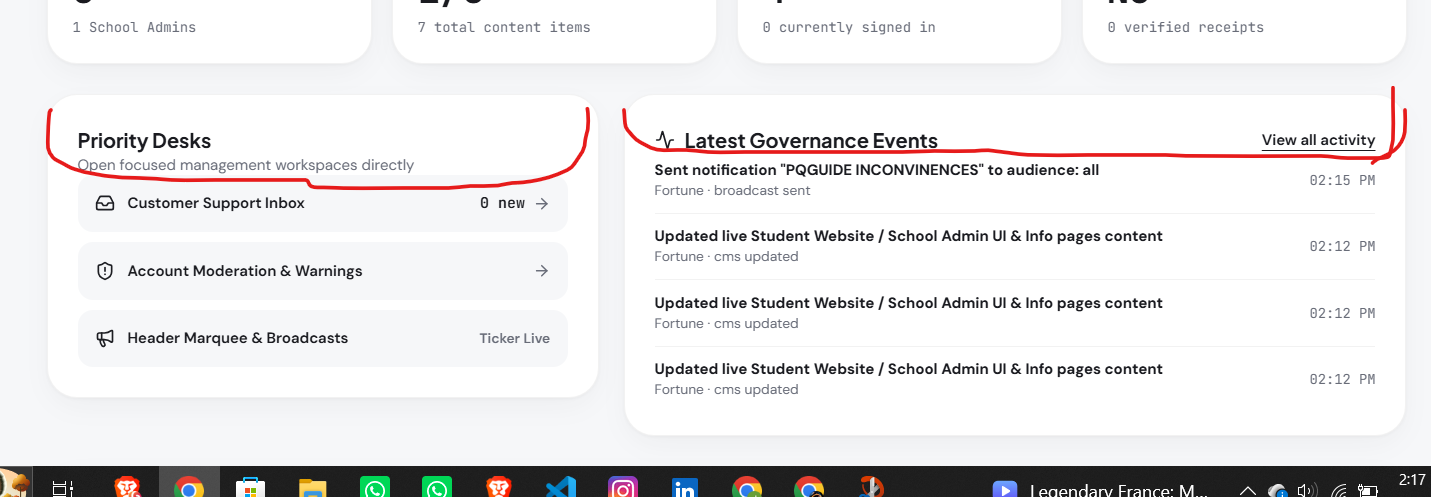 1 School Admins
7 total content items
0 currently signed in
0 verified receipts
Priority Desks
Open focused management workspaces directly
Customer Support Inbox
0 new
Account Moderation & Warnings
Header Marquee & Broadcasts
Ticker Live
Latest Governance Events
View all activity
Sent notification "PQGUIDE INCONVINENCES" to audience: all
Fortune · broadcast sent
02:15 PM
Updated live Student Website / School Admin UI & Info pages content
Fortune · cms updated
02:12 PM
Updated live Student Website / School Admin UI & Info pages content
Fortune · cms updated
02:12 PM
Updated live Student Website / School Admin UI & Info pages content
Fortune · cms updated
02:12 PM
Legendary France: M...
2:17